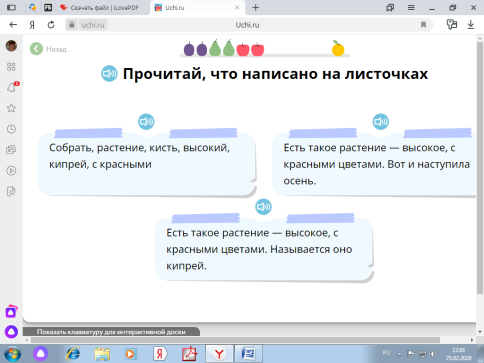 Скачать файл | iLovePDF
Uchi.ru
uchi.ru
Uchi.ru
Назад
Прочитай, что написано на листочках
Собрать, растение, кисть, высокий,
кипрей, с красными
Есть такое растение — высокое, с
красными цветами. Вот и наступила
осень.
Есть такое растение — высокое, с
красными цветами. Называется оно
кипрей.
Показать клавиатуру для интерактивной доски
RU
12:01
25.02.2020